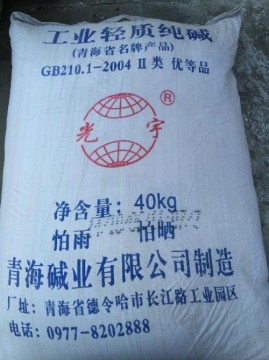 工业轻质纯碱
(青海省名牌产品)
GB210.1-2004 II类 优等品
®
光宇
净含量：40kg
怕雨 怕晒
青海碱业有限公司制造
厂址：青海省德令哈市长江路工业园区
电话：0977-8202888